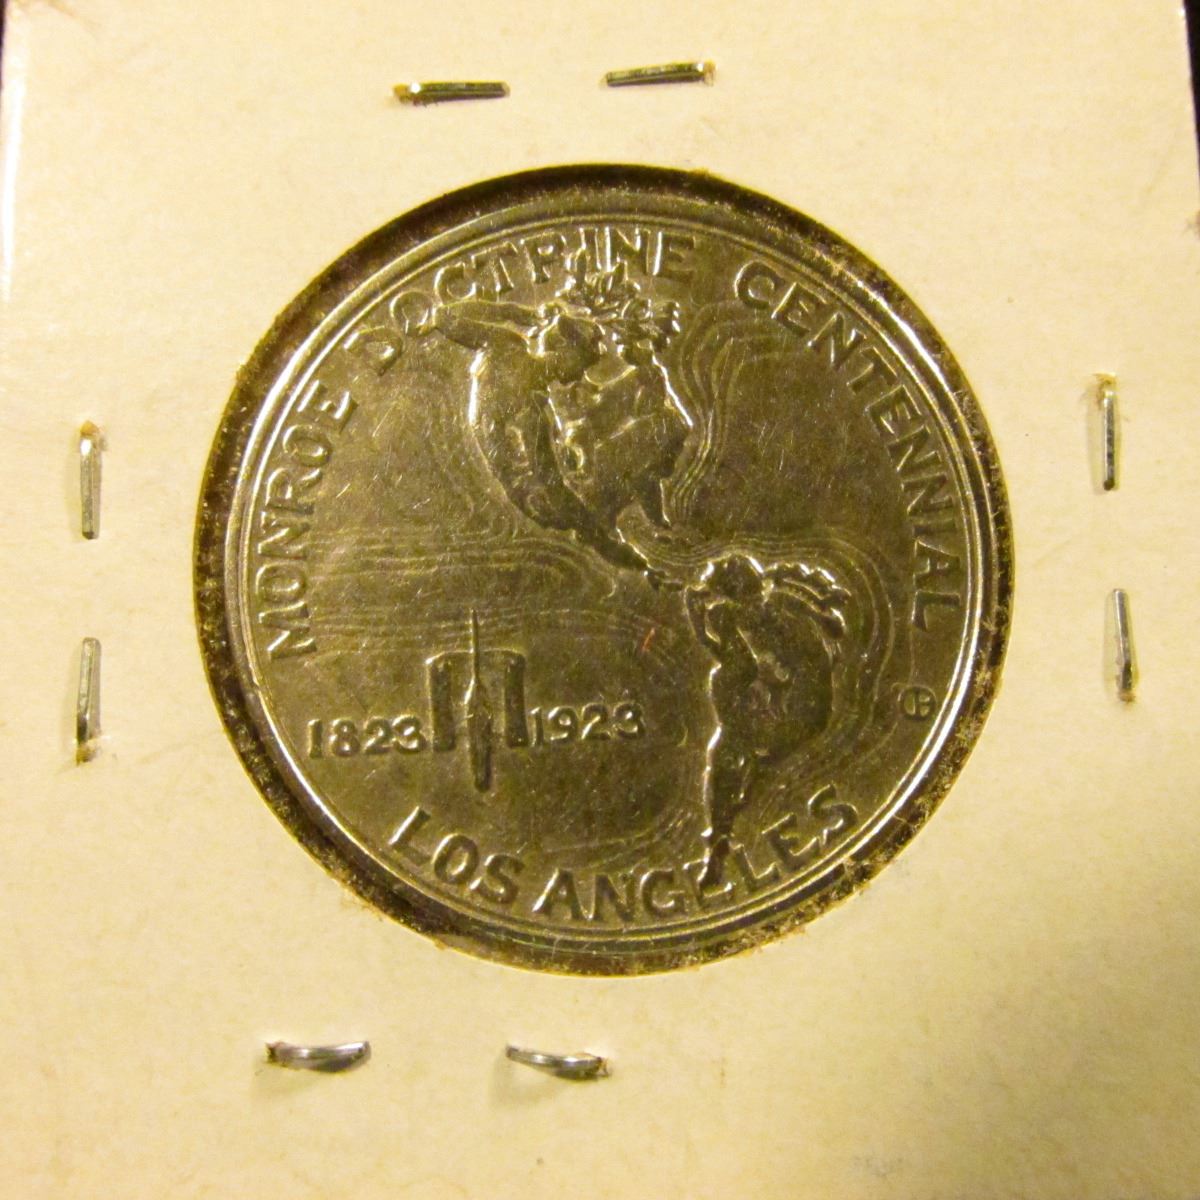 MONROE DOCTRINE CENTENNIAL
1823 1923
LOS ANGELES